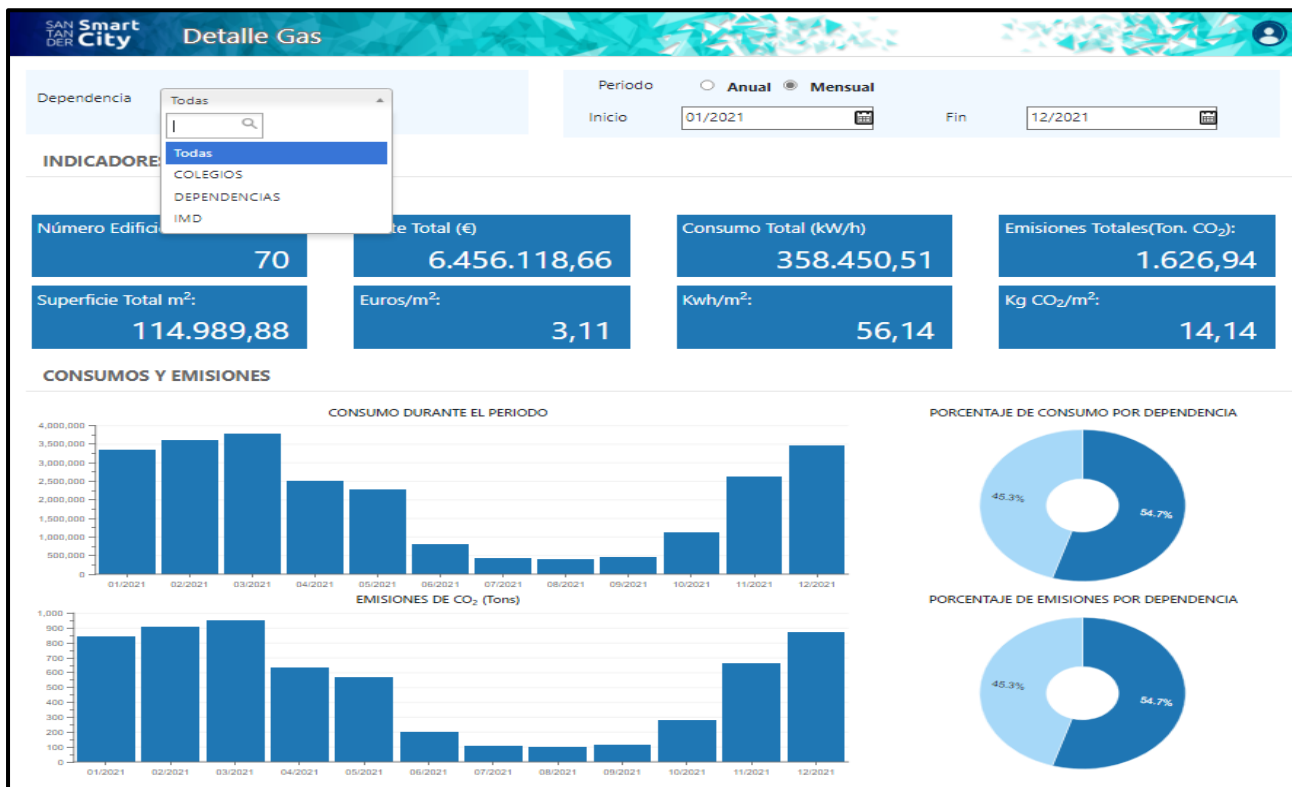 SAN TAN DER Smart City
Detalle Gas
Dependencia
Todas
Todas
COLEGIOS
DEPENDENCIAS
IMD
Período
Anual
Mensual
Inicio
01/2021
Fin
12/2021
INDICADORE
Número Edifici
70
te Total (€)
6.456.118,66
Consumo Total (kW/h)
358.450,51
Emisiones Totales(Ton. CO₂):
1.626,94
Superficie Total m²:
114.989,88
Euros/m²:
3,11
Kwh/m²:
56,14
Kg CO₂/m²:
14,14
CONSUMOS Y EMISIONES
CONSUMO DURANTE EL PERIODO
4,000,000
3,500,000
3,000,000
2,500,000
2,000,000
1,500,000
1,000,000
500,000
0
01/2021 02/2021 03/2021 04/2021 05/2021 06/2021 07/2021 08/2021 09/2021 10/2021 11/2021 12/2021
PORCENTAJE DE CONSUMO POR DEPENDENCIA
45.3%
54.7%
EMISIONES DE CO₂ (Tons)
1,000
900
800
700
600
500
400
300
200
100
0
01/2021 02/2021 03/2021 04/2021 05/2021 06/2021 07/2021 08/2021 09/2021 10/2021 11/2021 12/2021
PORCENTAJE DE EMISIONES POR DEPENDENCIA
45.3%
54.7%